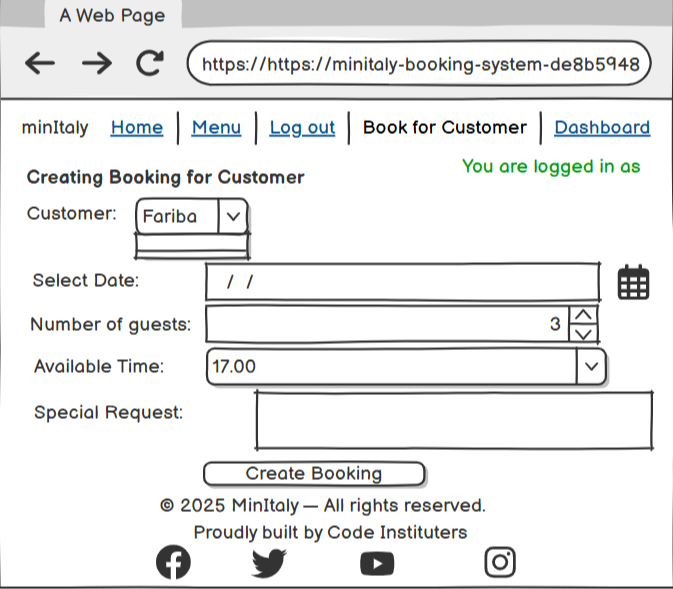 A Web Page
https://https://minitaly-booking-system-de8b5948
minItaly Home Menu Log out Book for Customer Dashboard
You are logged in as
Creating Booking for Customer
Customer: Fariba
Select Date: / /
Number of guests: 3
Available Time: 17.00
Special Request:
Create Booking
© 2025 MinItaly — All rights reserved.
Proudly built by Code Instituters